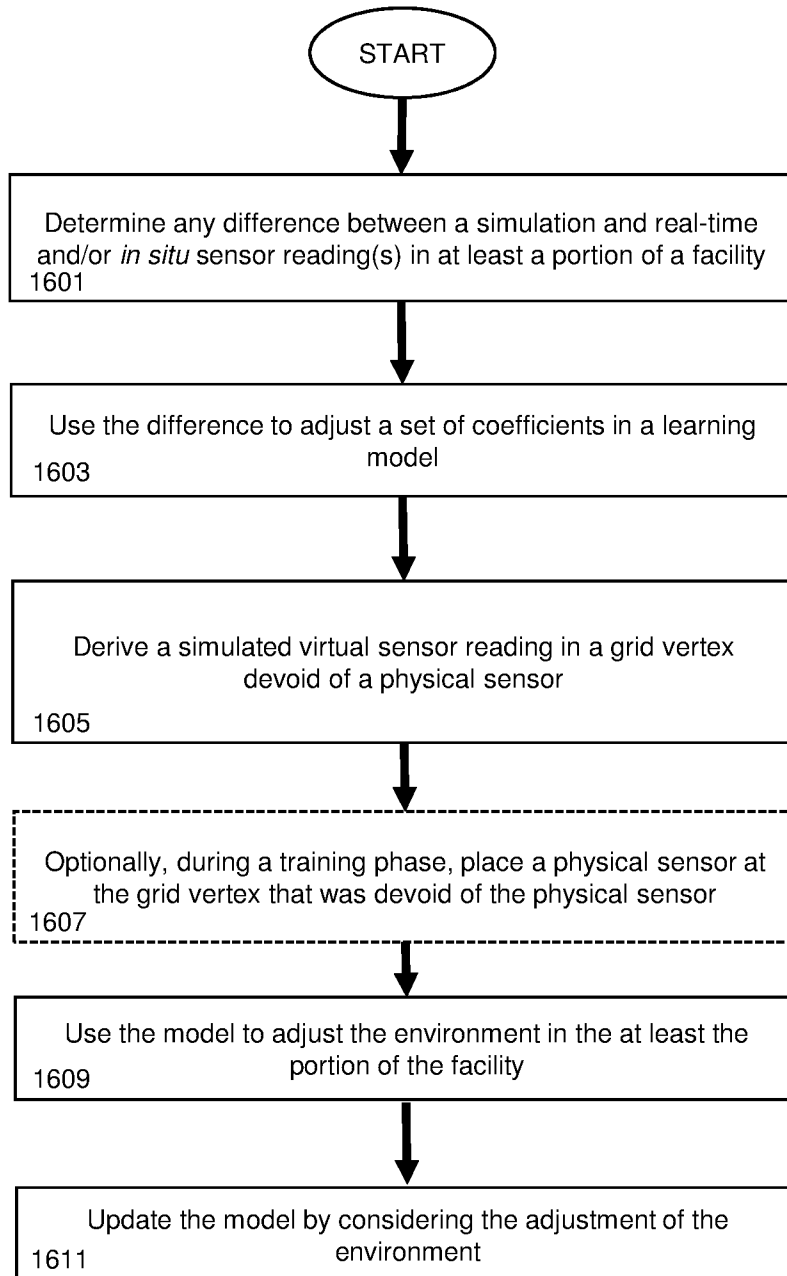 START
Determine any difference between a simulation and real-time
and/or in situ sensor reading(s) in at least a portion of a facility
1601
Use the difference to adjust a set of coefficients in a learning
model
1603
Derive a simulated virtual sensor reading in a grid vertex
devoid of a physical sensor
1605
Optionally, during a training phase, place a physical sensor at
the grid vertex that was devoid of the physical sensor
1607
Use the model to adjust the environment in the at least the
portion of the facility
1609
Update the model by considering the adjustment of the
environment
1611